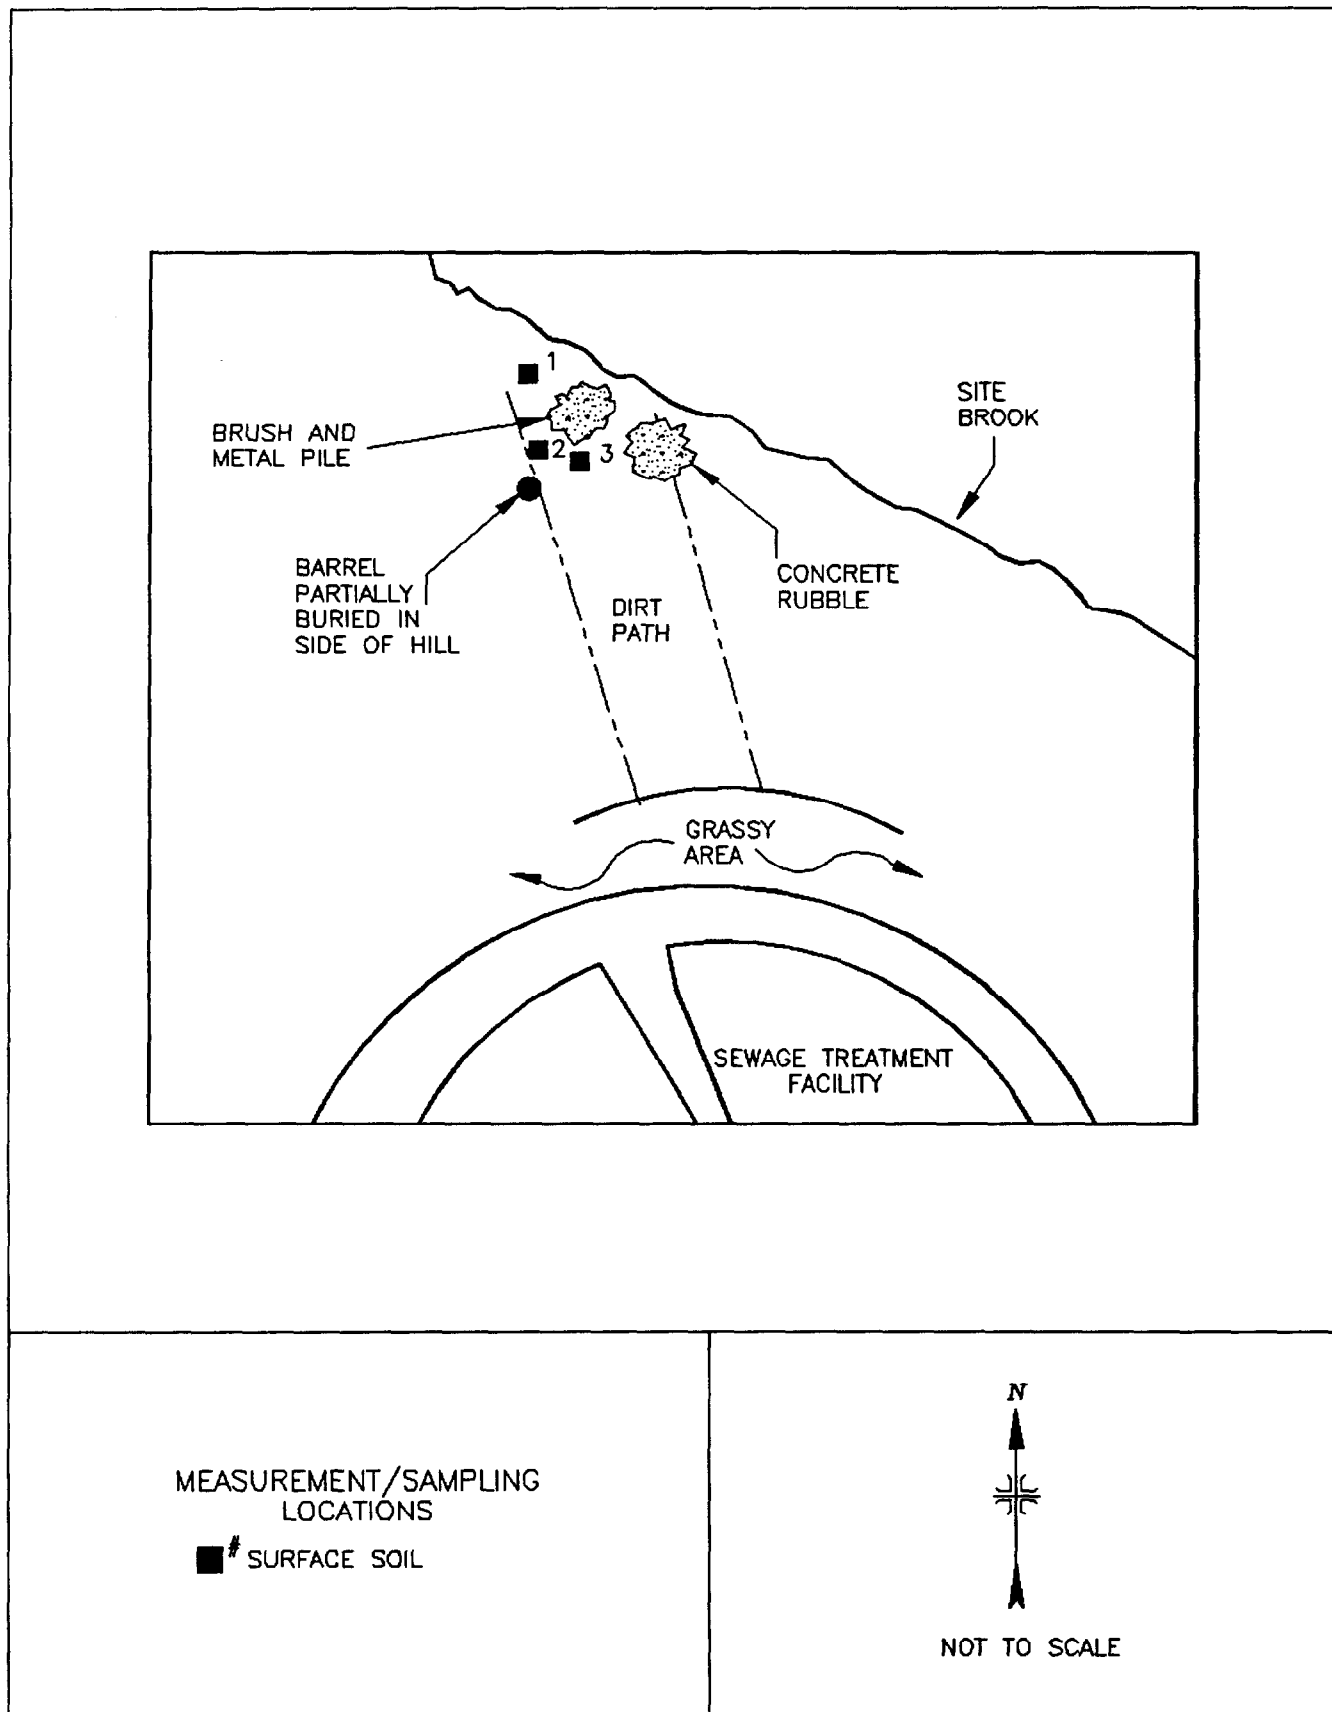 1
SITE
BROOK
BRUSH AND
METAL PILE
2
3
BARREL
PARTIALLY
BURIED IN
SIDE OF HILL
CONCRETE
RUBBLE
DIRT
PATH
GRASSY
AREA
SEWAGE TREATMENT
FACILITY
MEASUREMENT/SAMPLING
LOCATIONS
# SURFACE SOIL
N
NOT TO SCALE